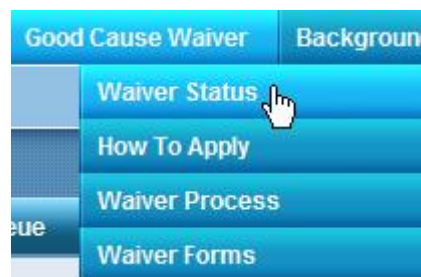 Good Cause Waiver Backgroun
Waiver Status
How To Apply
Waiver Process
eue
Waiver Forms